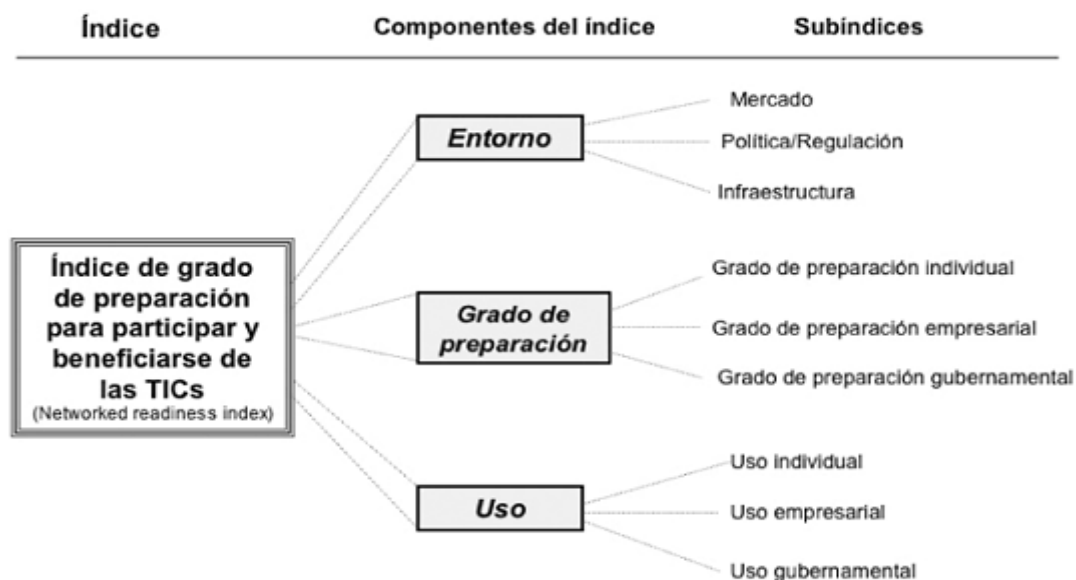 Índice
Componentes del índice
Subíndices
Entorno
Mercado
Política/Regulación
Infraestructura
Índice de grado
de preparación
para participar y
beneficiarse de
las TICs
(Networked readiness index)
Grado de
preparación
Grado de preparación individual
Grado de preparación empresarial
Grado de preparación gubernamental
Uso
Uso individual
Uso empresarial
Uso gubernamental